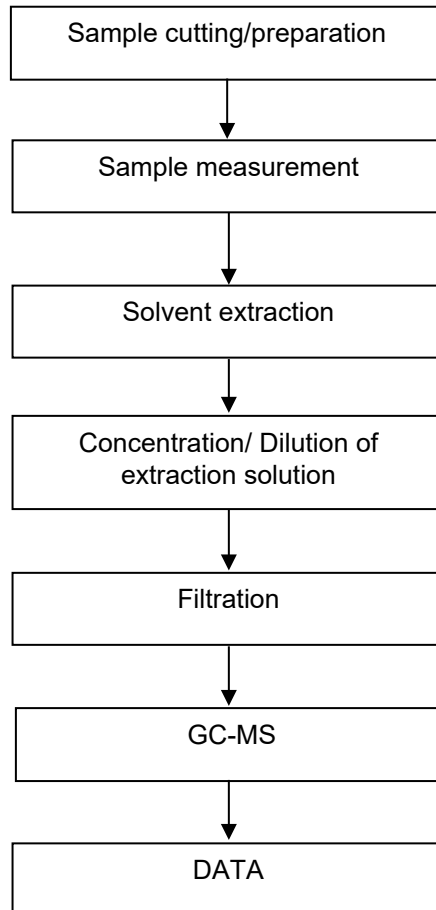 Sample cutting/preparation
Sample measurement
Solvent extraction
Concentration/ Dilution of
extraction solution
Filtration
GC-MS
DATA